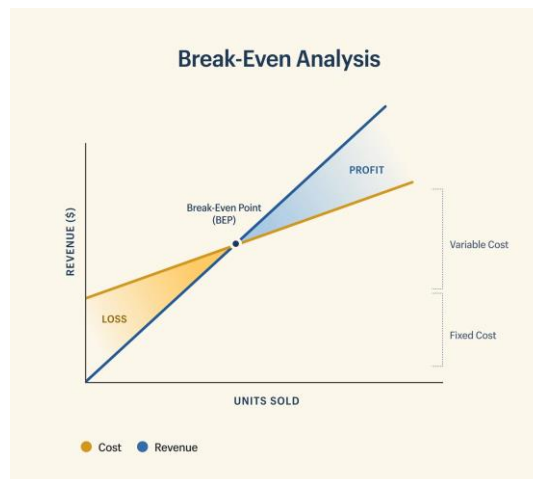 Break-Even Analysis
REVENUE ($)
Break-Even Point
(BEP)
PROFIT
Variable Cost
LOSS
Fixed Cost
UNITS SOLD
Cost
Revenue